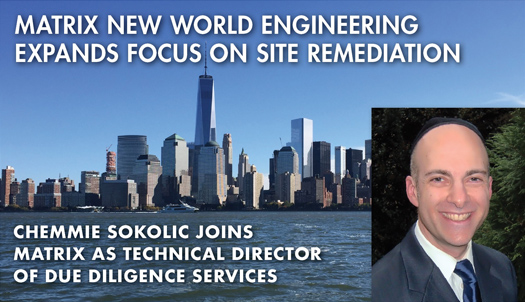 MATRIX NEW WORLD ENGINEERING
EXPANDS FOCUS ON SITE REMEDIATION
CHEMMIE SOKOLIC JOINS
MATRIX AS TECHNICAL DIRECTOR
OF DUE DILIGENCE SERVICES